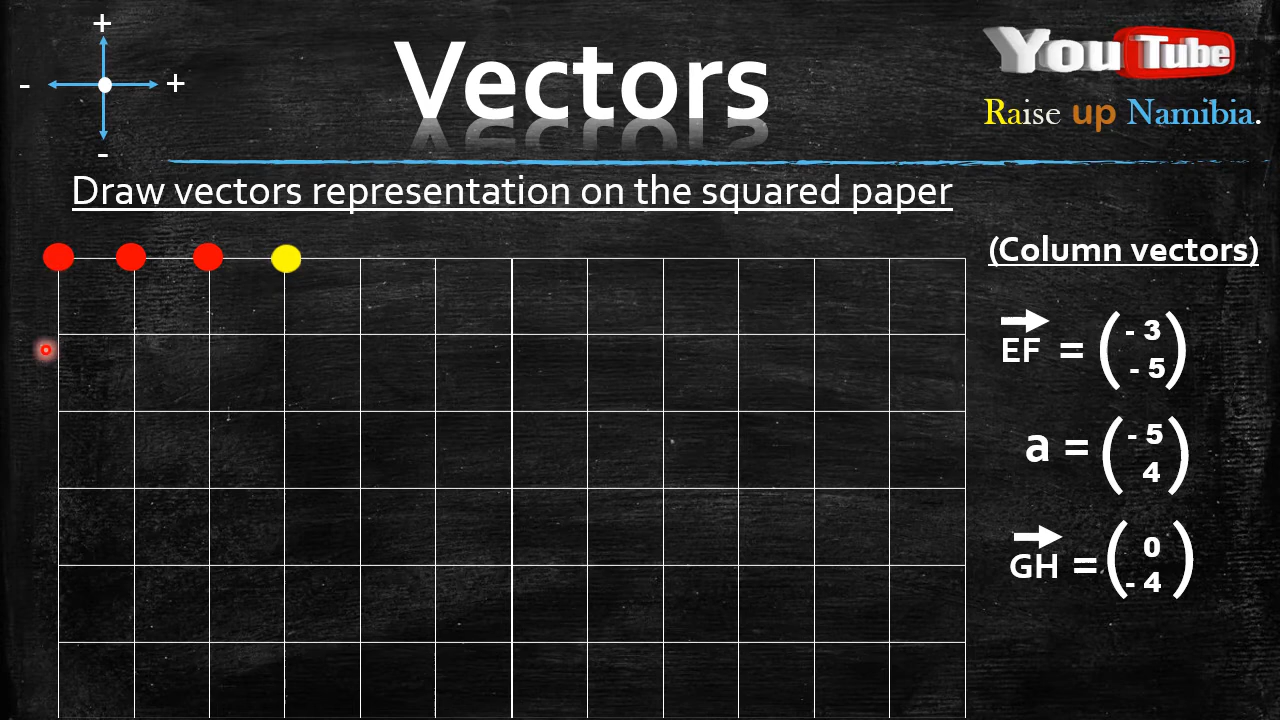 +
- +
-
Vectors
YouTube
Raise up Namibia.
Draw vectors representation on the squared paper
(Column vectors)
EF = (- 3
- 5)
a = (- 5
4)
GH = (0
- 4)